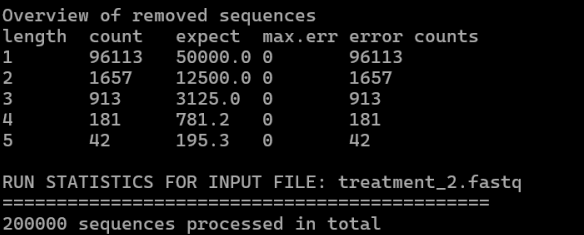 Overview of removed sequences
length count expect max.err error counts
1 96113 50000.0 0 96113
2 1657 12500.0 0 1657
3 913 3125.0 0 913
4 181 781.2 0 181
5 42 195.3 0 42
RUN STATISTICS FOR INPUT FILE: treatment_2.fastq
=============================================
200000 sequences processed in total